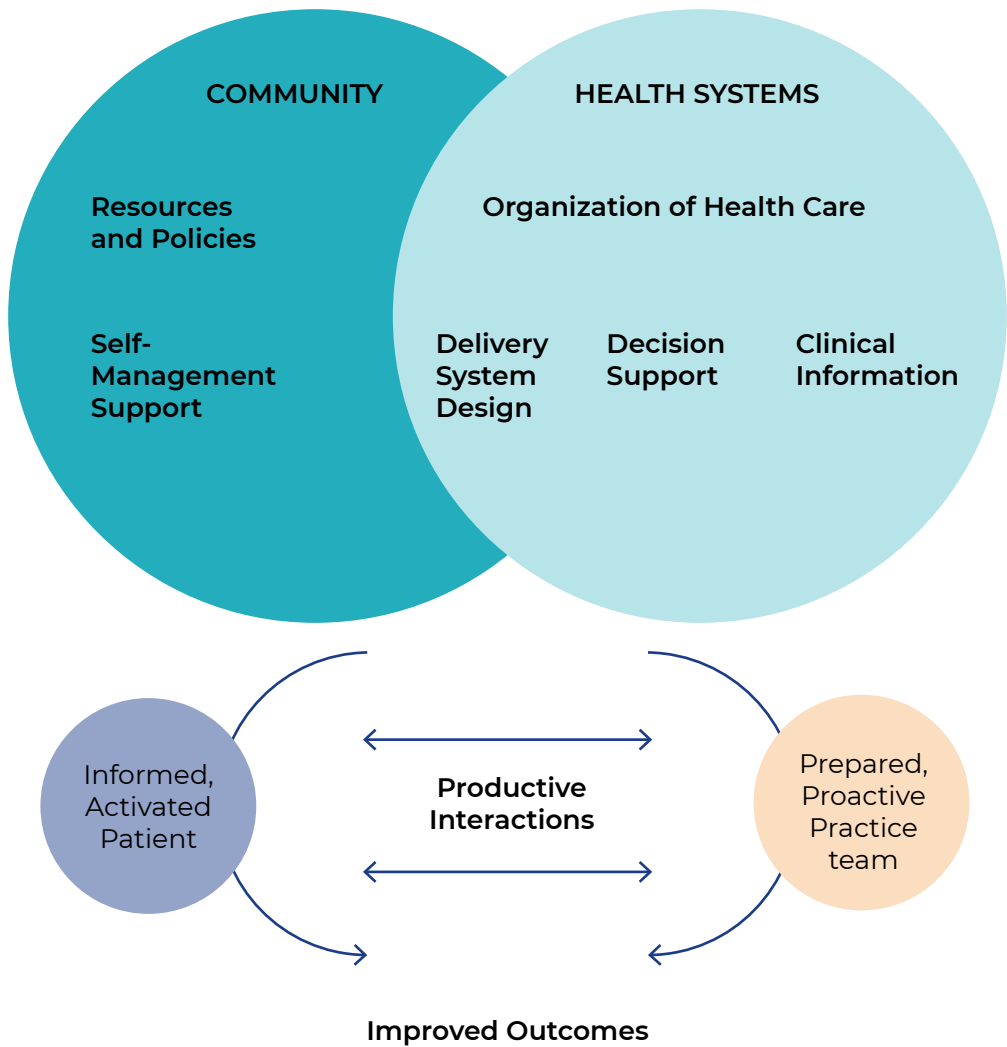 COMMUNITY
HEALTH SYSTEMS
Resources
and Policies
Organization of Health Care
Self-
Management
Support
Delivery
System
Design
Decision
Support
Clinical
Information
Informed,
Activated
Patient
Productive
Interactions
Prepared,
Proactive
Practice
team
Improved Outcomes